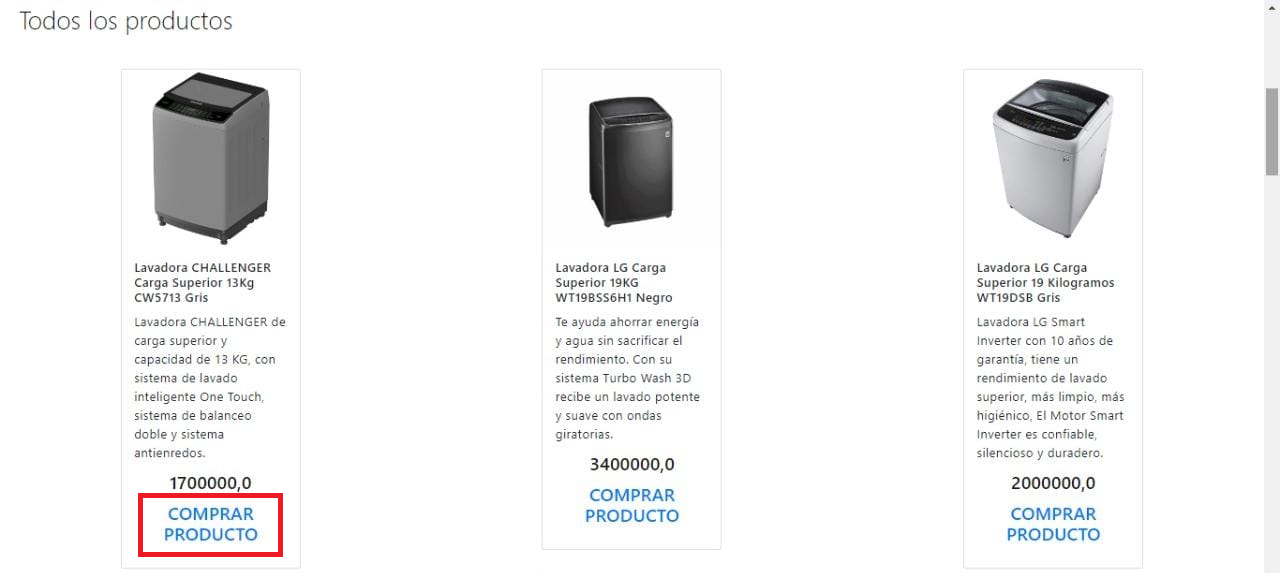 Todos los productos
Lavadora CHALLENGER
Carga Superior 13Kg
CW5713 Gris
Lavadora CHALLENGER de
carga superior y
capacidad de 13 KG, con
sistema de lavado
inteligente One Touch,
sistema de balanceo
doble y sistema
antienredos.
1700000,0
COMPRAR
PRODUCTO
Lavadora LG Carga
Superior 19KG
WT19BSS6H1 Negro
Te ayuda ahorrar energía
y agua sin sacrificar el
rendimiento. Con su
sistema Turbo Wash 3D
recibe un lavado potente
y suave con ondas
giratorias.
3400000,0
COMPRAR
PRODUCTO
Lavadora LG Carga
Superior 19 Kilogramos
WT19DSB Gris
Lavadora LG Smart
Inverter con 10 años de
garantía, tiene un
rendimiento de lavado
superior, más limpio, más
higiénico, El Motor Smart
Inverter es confiable,
silencioso y duradero.
2000000,0
COMPRAR
PRODUCTO